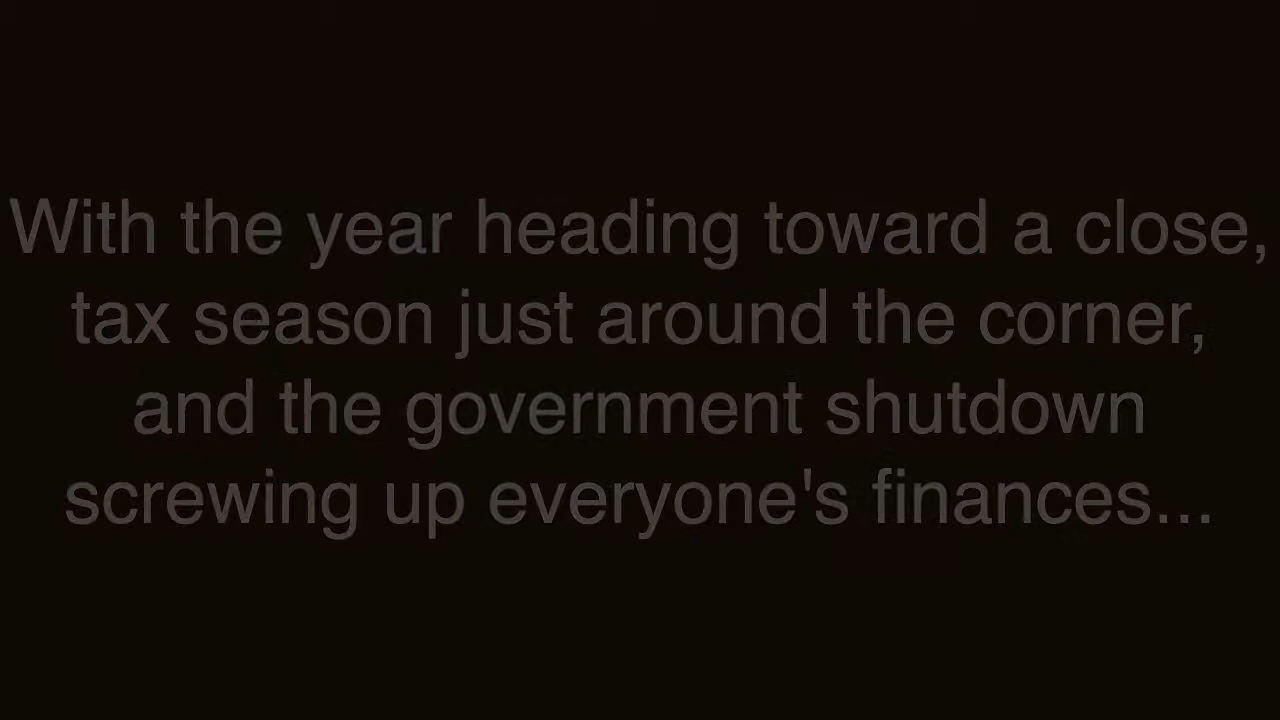 With the year heading toward a close,
tax season just around the corner,
and the government shutdown
screwing up everyone's finances...